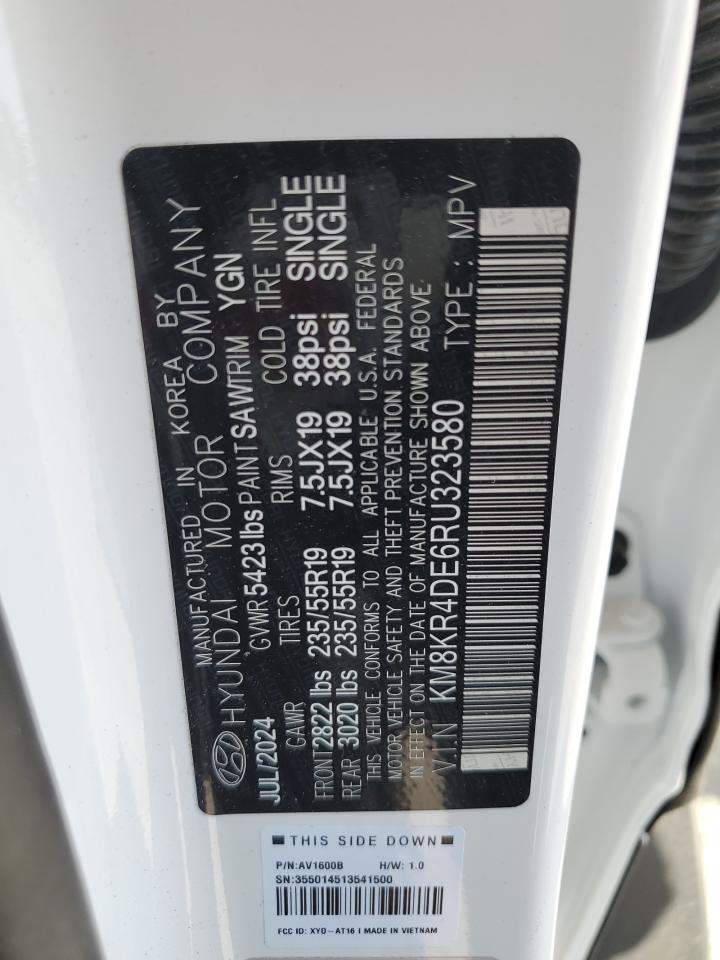 MANUFACTURED IN KOREA BY
HYUNDAI MOTOR COMPANY
JUL/2024 GVWR 5423 lbs PAINT SAW TRIM YGN
GAWR TIRES RIMS COLD TIRE INFL
FRONT 2822 lbs 235/55R19 7.5JX19 38psi SINGLE
REAR 3020 lbs 235/55R19 7.5JX19 38psi SINGLE
THIS VEHICLE CONFORMS TO ALL APPLICABLE U.S.A. FEDERAL
MOTOR VEHICLE SAFETY AND THEFT PREVENTION STANDARDS
IN EFFECT ON THE DATE OF MANUFACTURE SHOWN ABOVE.
V.I.N KM8KR4DE6RU323580 TYPE : MPV
THIS SIDE DOWN
P/N:AV1600B H/W: 1.0
SN:355014513541500
FCC ID: XYO-AT16 I MADE IN VIETNAM